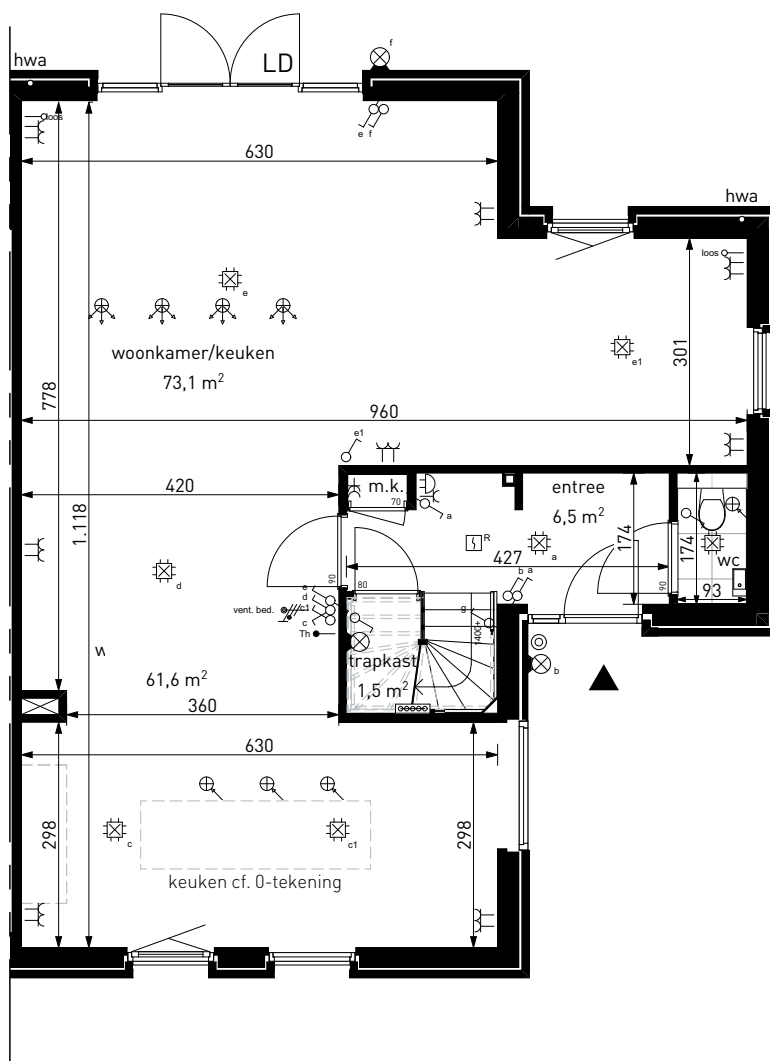 f
hwa
LD
loos
e f
630
hwa
loos
e
e1
woonkamer/keuken
73,1 m²
301
778
960
e1
420
m.k.
70
a
entree
6,5 m²
1.118
R
a
174
174
wc
427
d
90
80
90
93
b a
e
d
c1
c
vent. bed.
Th
g
1400+
w
trapkast
1,5 m²
b
61,6 m²
360
630
298
c
c1
298
keuken cf. 0-tekening